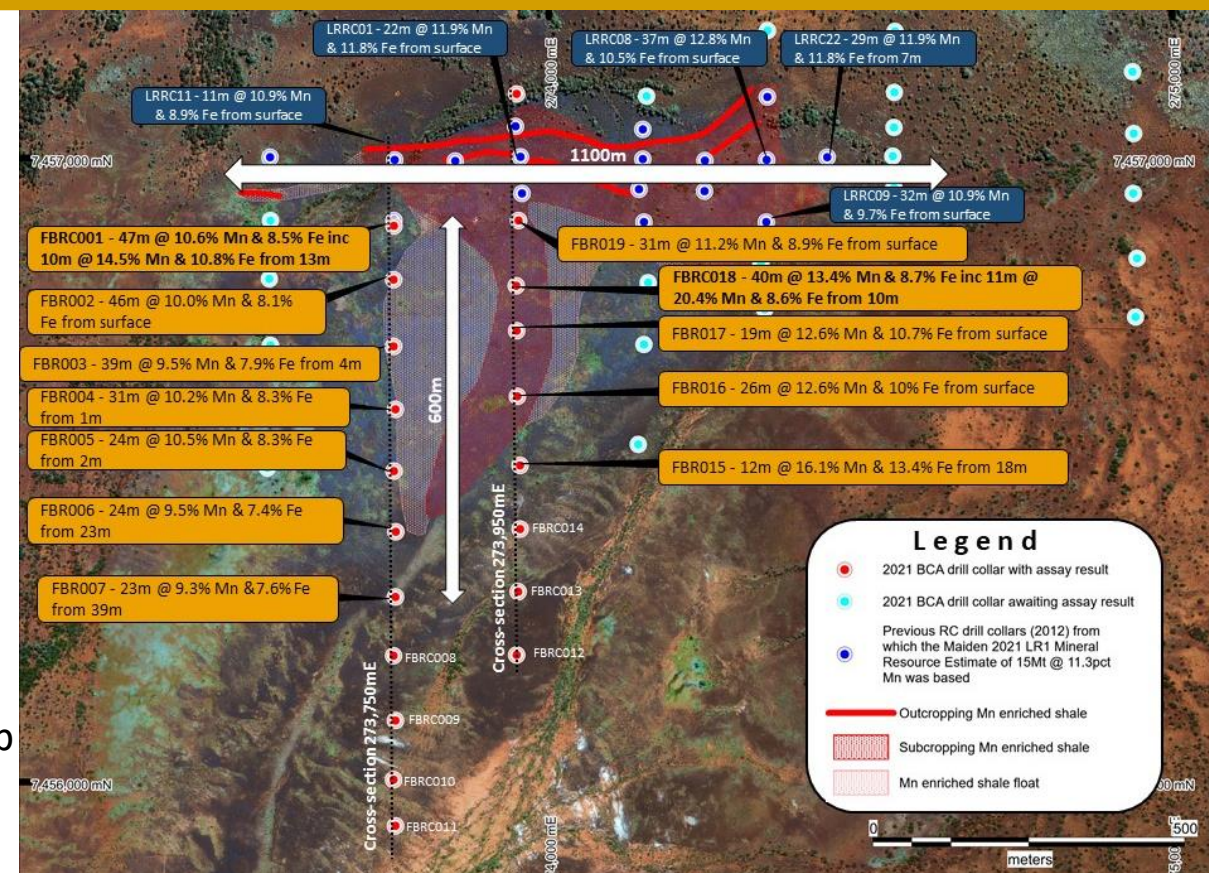 LRRC01 - 22m @ 11.9% Mn
& 11.8% Fe from surface
LRRC08 - 37m @ 12.8% Mn
& 10.5% Fe from surface
LRRC22 - 29m @ 11.9% Mn
& 11.8% Fe from 7m
LRRC11 - 11m @ 10.9% Mn
& 8.9% Fe from surface
274,000 mE
275,000 mE
7,457,000 mN
1100m
7,457,000 mN
LRRC09 - 32m @ 10.9% Mn
& 9.7% Fe from surface
FBRC001 - 47m @ 10.6% Mn & 8.5% Fe inc
10m @ 14.5% Mn & 10.8% Fe from 13m
FBR019 - 31m @ 11.2% Mn & 8.9% Fe from surface
FBR002 - 46m @ 10.0% Mn & 8.1%
Fe from surface
FBRC018 - 40m @ 13.4% Mn & 8.7% Fe inc 11m @
20.4% Mn & 8.6% Fe from 10m
FBR017 - 19m @ 12.6% Mn & 10.7% Fe from surface
FBR003 - 39m @ 9.5% Mn & 7.9% Fe from 4m
600m
FBR016 - 26m @ 12.6% Mn & 10% Fe from surface
FBR004 - 31m @ 10.2% Mn & 8.3% Fe
from 1m
FBR005 - 24m @ 10.5% Mn & 8.3% Fe
from 2m
FBR015 - 12m @ 16.1% Mn & 13.4% Fe from 18m
FBR006 - 24m @ 9.5% Mn & 7.4% Fe
from 23m
FBRC014
FBR007 - 23m @ 9.3% Mn &7.6% Fe
from 39m
FBRC013
Cross-section 273,950mE
FBRC008
FBRC012
FBRC009
Cross-section 273,750mE
7,456,000 mN
FBRC010
FBRC011
Legend
2021 BCA drill collar with assay result
2021 BCA drill collar awaiting assay result
Previous RC drill collars (2012) from
which the Maiden 2021 LR1 Mineral
Resource Estimate of 15Mt @ 11.3pct
Mn was based
Outcropping Mn enriched shale
Subcropping Mn enriched shale
Mn enriched shale float
00 mN
0
500
meters